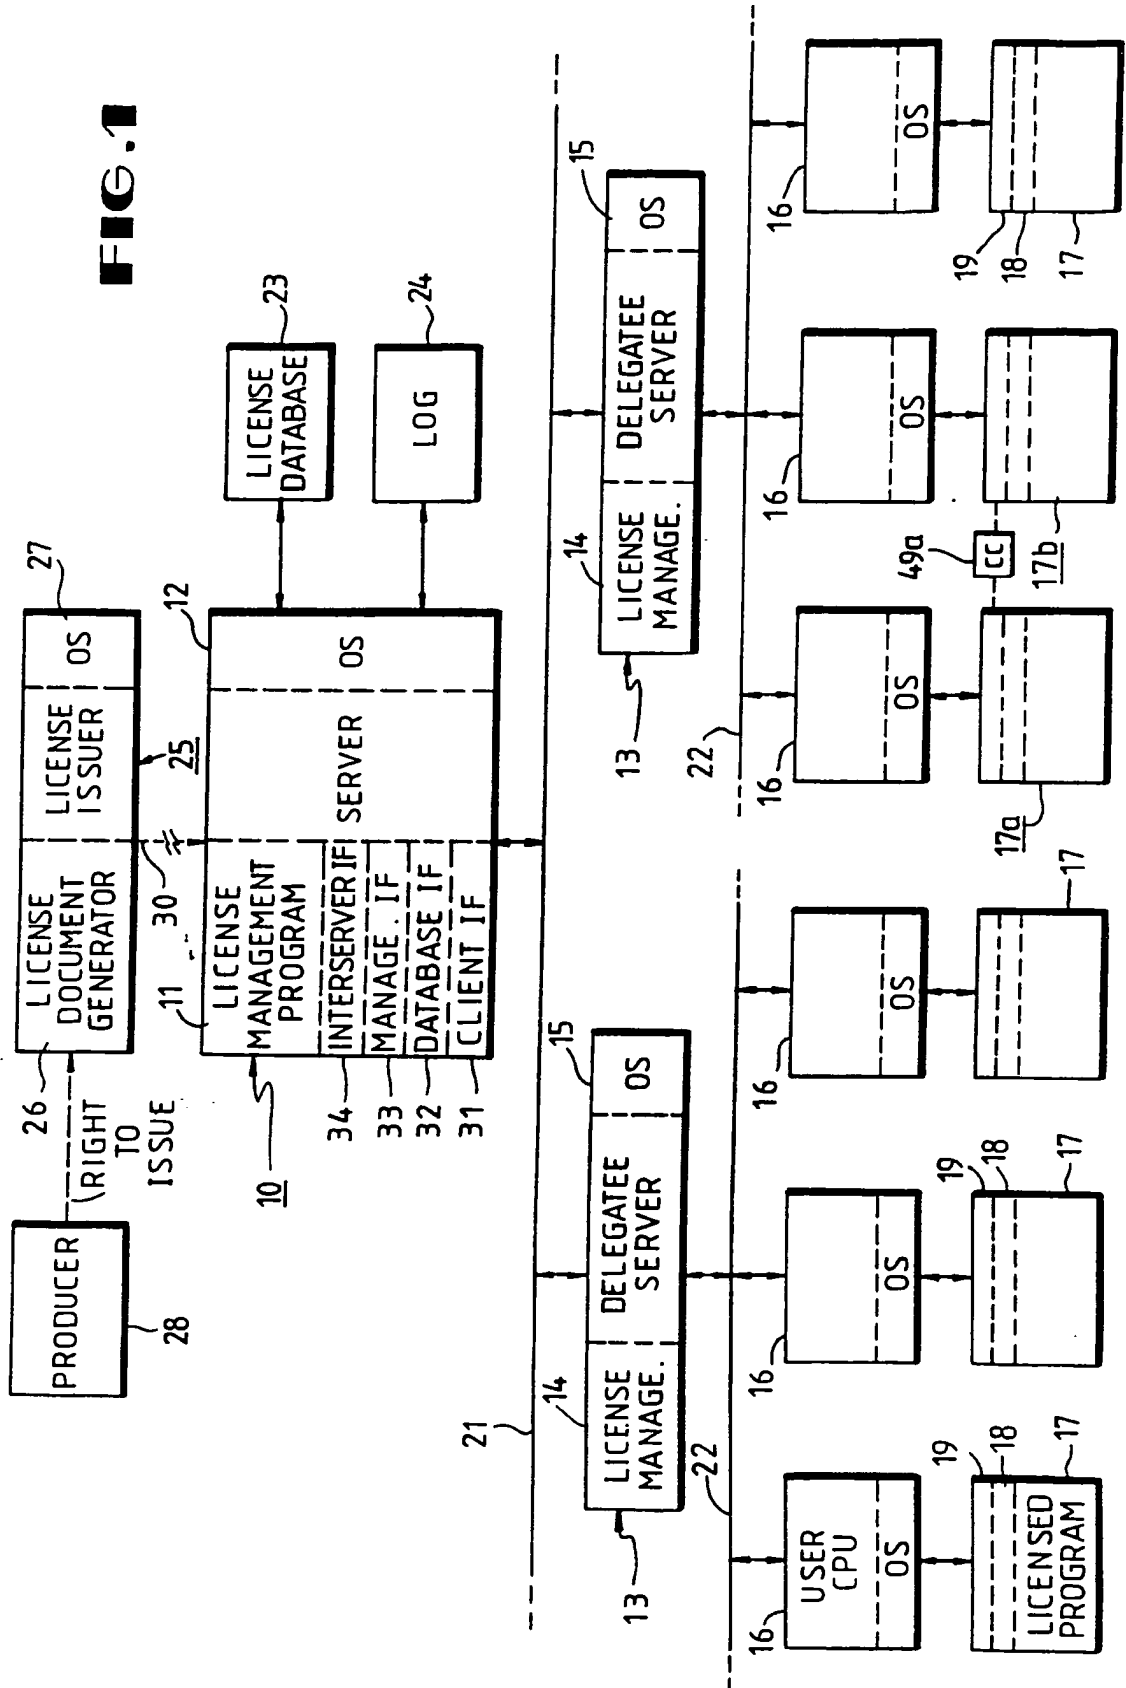 FIG.1
PRODUCER
28
(RIGHT
TO
ISSUE
26
LICENSE
DOCUMENT
GENERATOR
LICENSE
ISSUER
OS
27
25
30
10
11
LICENSE
MANAGEMENT
PROGRAM
INTERSERVER IF
MANAGE. IF
DATABASE IF
CLIENT IF
34
33
32
31
SERVER
OS
12
LICENSE
DATABASE
23
LOG
24
21
13
14
LICENSE
MANAGE.
DELEGATEE
SERVER
OS
15
13
14
LICENSE
MANAGE.
DELEGATEE
SERVER
OS
15
22
22
16
USER
CPU
OS
16
OS
16
OS
16
OS
16
OS
16
OS
LICENSED
PROGRAM
19
18
17
19
18
17
17
17a
49a
CC
17b
19
18
17